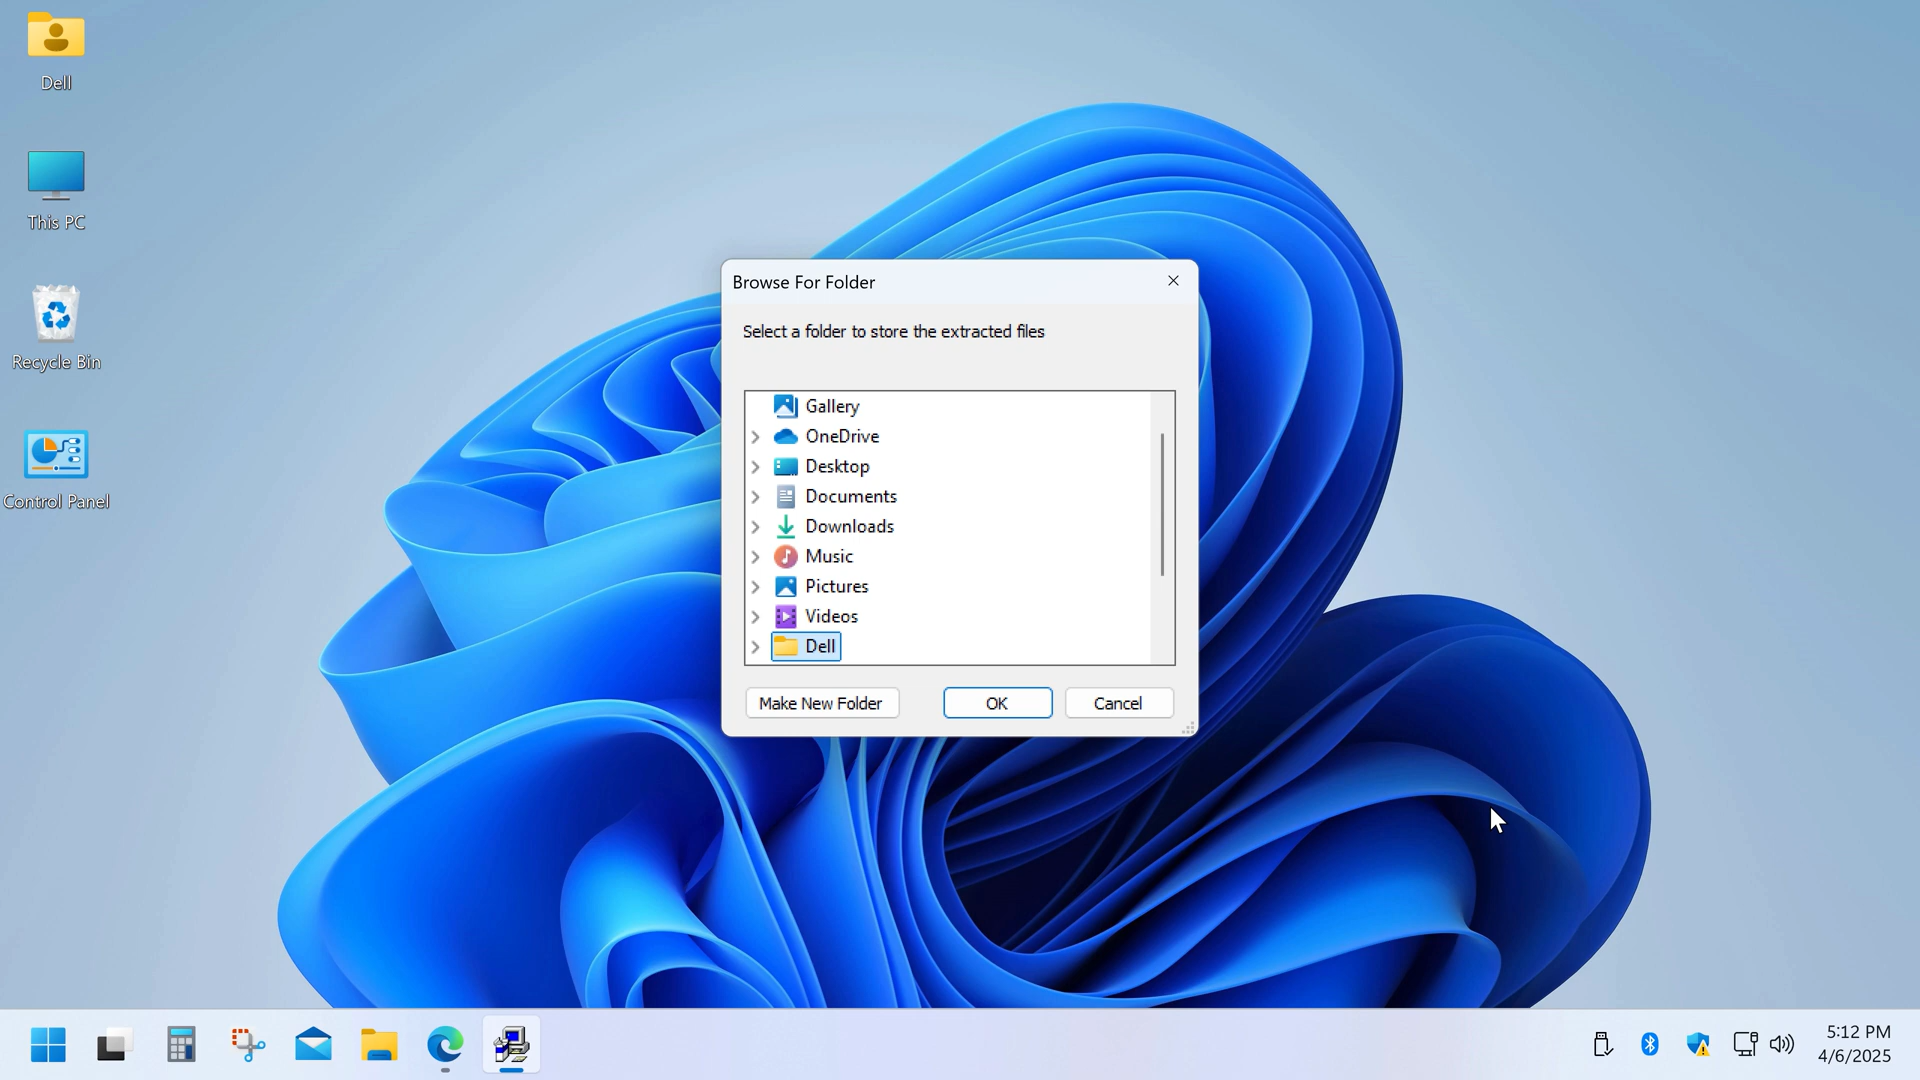 Dell
This PC
Recycle Bin
Control Panel
Browse For Folder
Select a folder to store the extracted files
Gallery
OneDrive
Desktop
Documents
Downloads
Music
Pictures
Videos
Dell
Make New Folder
OK
Cancel
5:12 PM
4/6/2025